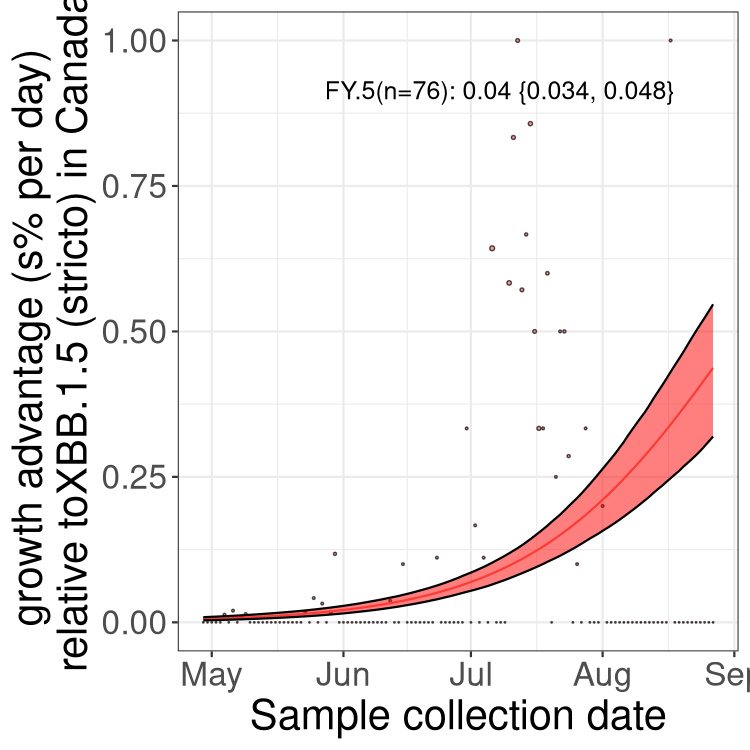 growth advantage (s% per day)
relative toXBB.1.5 (stricto) in Canada
1.00
0.75
0.50
0.25
0.00
FY.5(n=76): 0.04 {0.034, 0.048}
May Jun Jul Aug Sep
Sample collection date